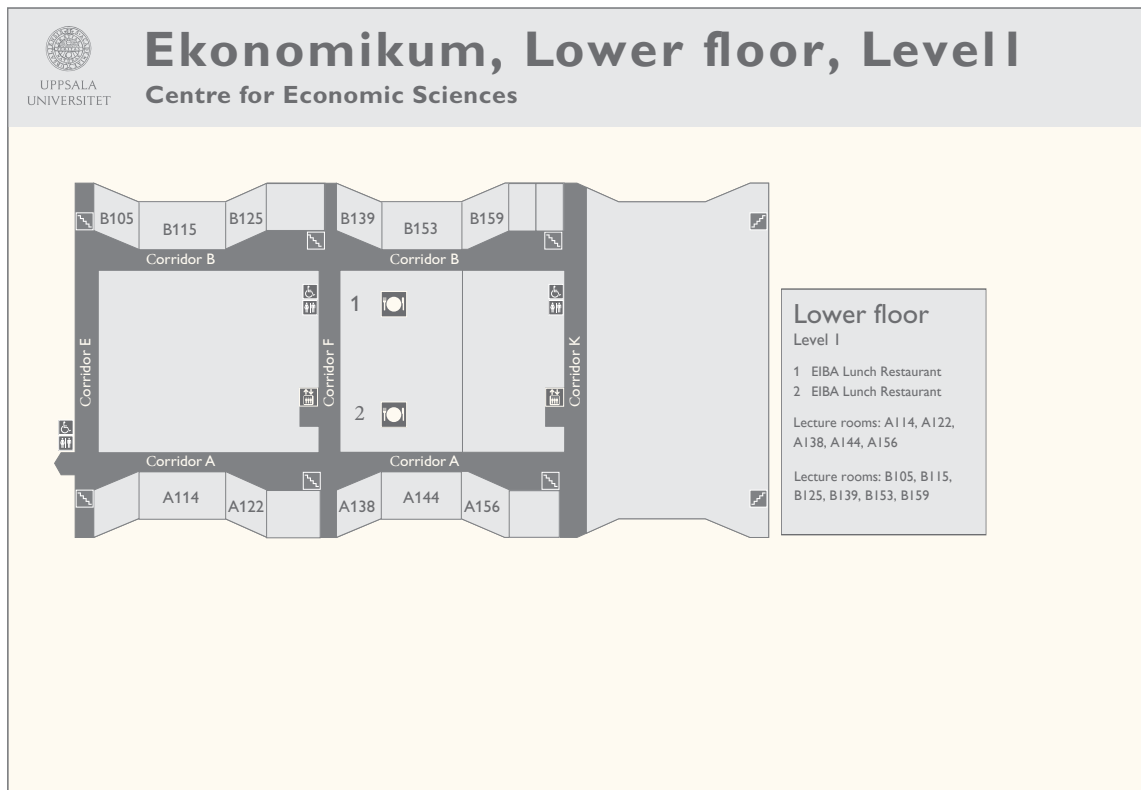 Ekonomikum, Lower floor, Level1
Centre for Economic Sciences
UPPSALA
UNIVERSITET
B105
B115
B125
B139
B153
B159
Corridor B
Corridor B
1
2
Corridor E
Corridor F
Corridor K
Corridor A
Corridor A
A114
A122
A138
A144
A156
Lower floor
Level 1
1 EIBA Lunch Restaurant
2 EIBA Lunch Restaurant
Lecture rooms: A114, A122,
A138, A144, A156
Lecture rooms: B105, B115,
B125, B139, B153, B159